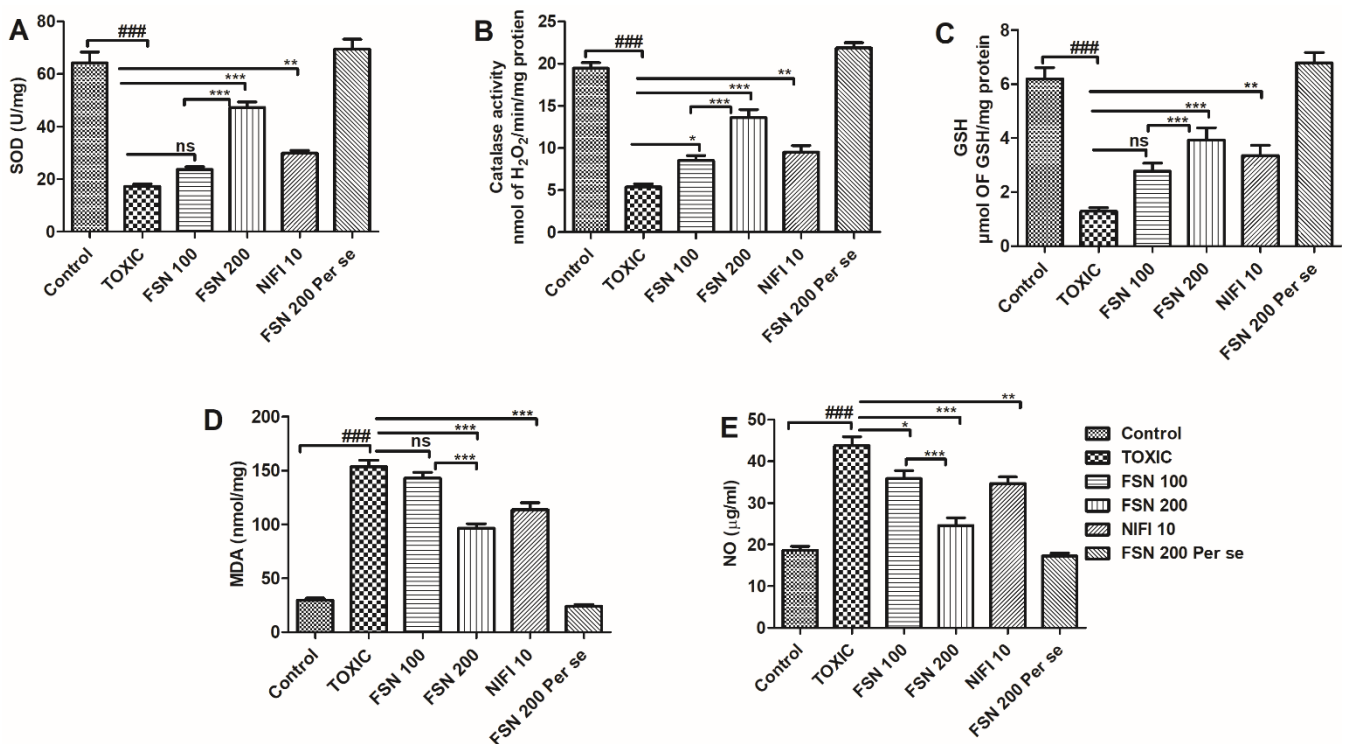 A
SOD (U/mg)
80
60
40
20
0
###
**
***
***
ns
Control
TOXIC
FSN 100
FSN 200
NIFI 10
FSN 200 Per se
B
Catalase activity
nmol of H₂O₂/min/mg protien
25
20
15
10
5
0
###
**
***
***
*
Control
TOXIC
FSN 100
FSN 200
NIFI 10
FSN 200 Per se
C
GSH
µmol OF GSH/mg protein
8
6
4
2
0
###
**
***
***
ns
Control
TOXIC
FSN 100
FSN 200
NIFI 10
FSN 200 Per se
D
MDA (nmol/mg)
200
150
100
50
0
###
***
***
ns
***
Control
TOXIC
FSN 100
FSN 200
NIFI 10
FSN 200 Per se
E
NO (µg/ml)
50
40
30
20
10
0
###
**
***
*
***
Control
TOXIC
FSN 100
FSN 200
NIFI 10
FSN 200 Per se
Control
TOXIC
FSN 100
FSN 200
NIFI 10
FSN 200 Per se